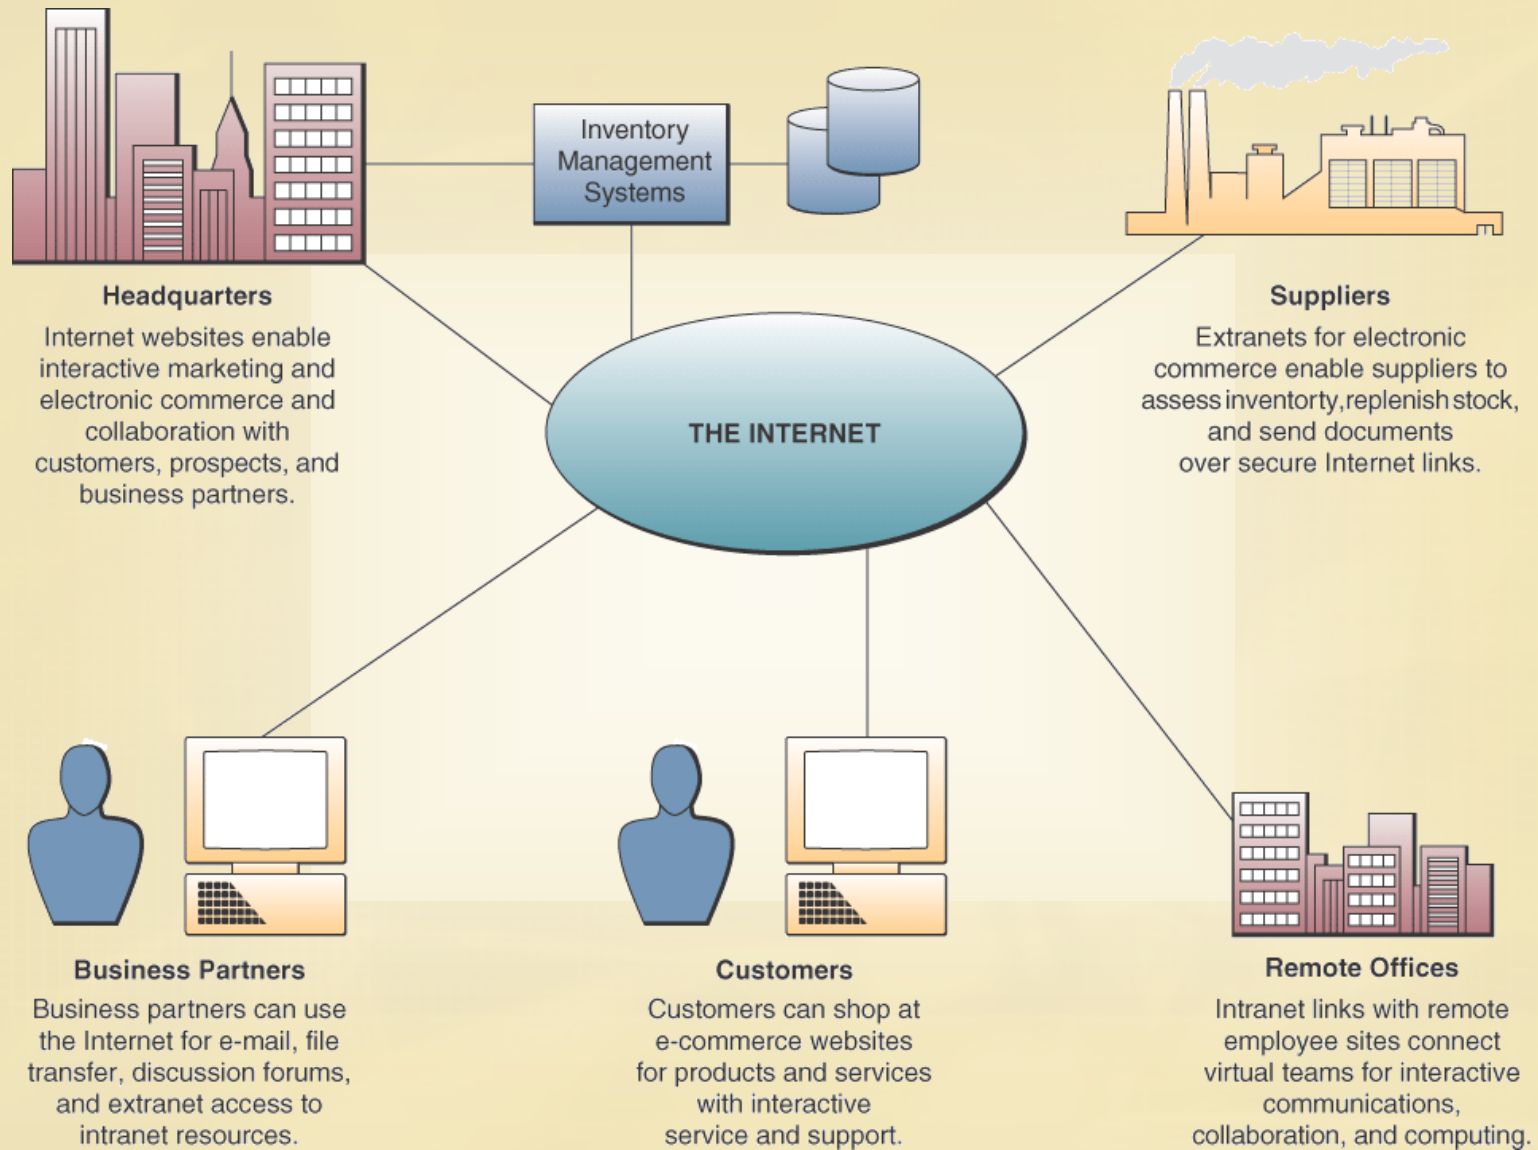 Inventory
Management
Systems
Headquarters
Internet websites enable
interactive marketing and
electronic commerce and
collaboration with
customers, prospects, and
business partners.
Suppliers
Extranets for electronic
commerce enable suppliers to
assess inventorty, replenish stock,
and send documents
over secure Internet links.
THE INTERNET
Business Partners
Business partners can use
the Internet for e-mail, file
transfer, discussion forums,
and extranet access to
intranet resources.
Customers
Customers can shop at
e-commerce websites
for products and services
with interactive
service and support.
Remote Offices
Intranet links with remote
employee sites connect
virtual teams for interactive
communications,
collaboration, and computing.